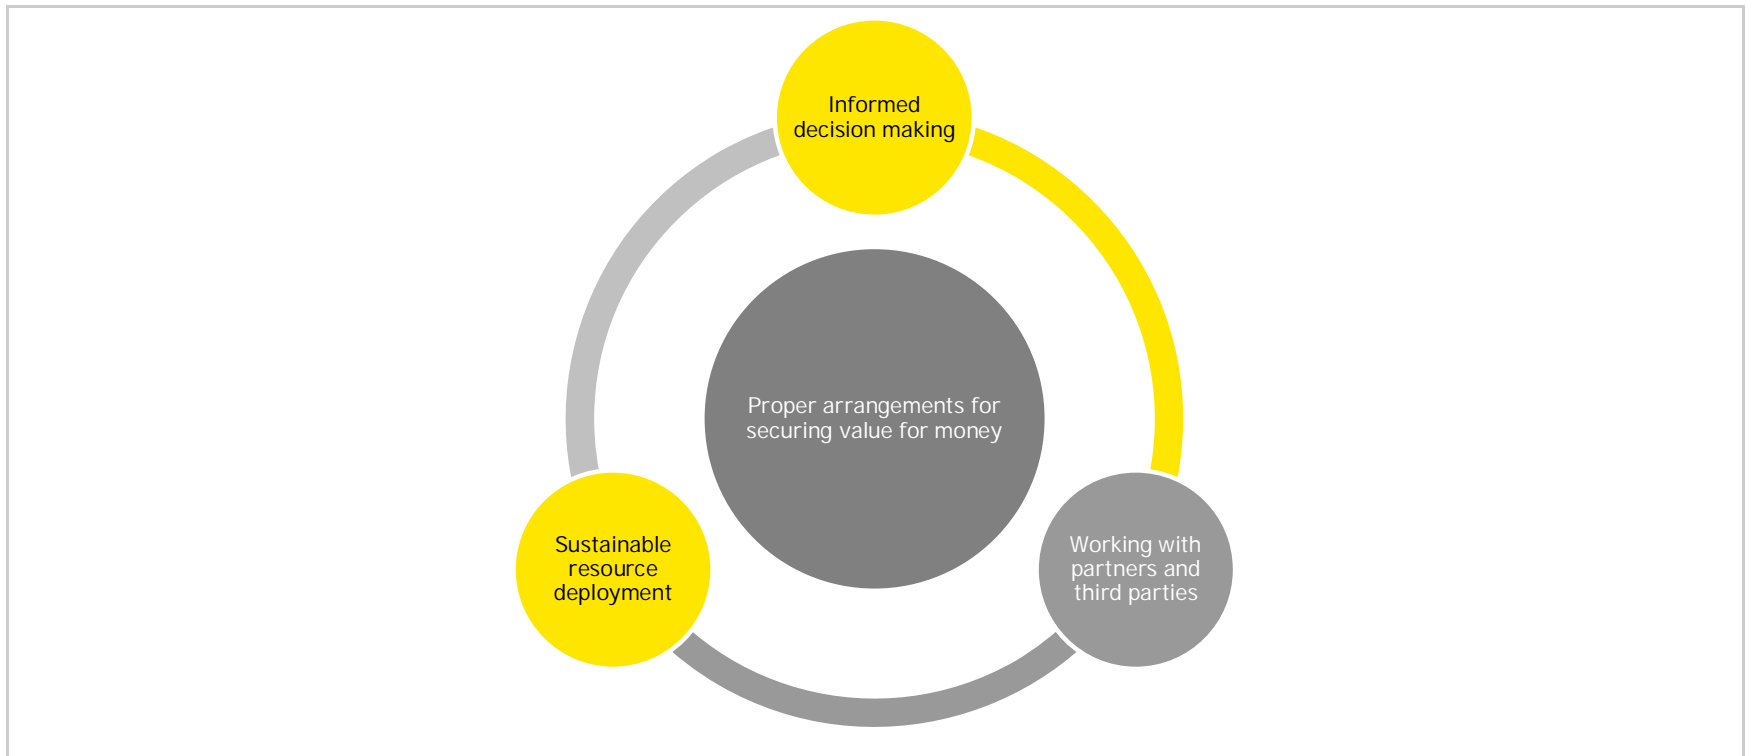 Informed
decision making
Proper arrangements for
securing value for money
Sustainable
resource
deployment
Working with
partners and
third parties